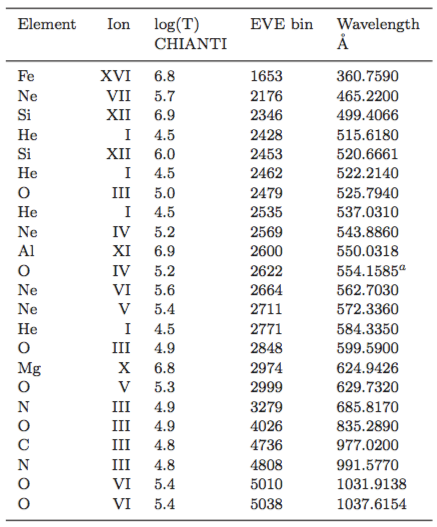 Element Ion log(T) EVE bin Wavelength
CHIANTI Å
Fe XVI 6.8 1653 360.7590
Ne VII 5.7 2176 465.2200
Si XII 6.9 2346 499.4066
He I 4.5 2428 515.6180
Si XII 6.0 2453 520.6661
He I 4.5 2462 522.2140
O III 5.0 2479 525.7940
He I 4.5 2535 537.0310
Ne IV 5.2 2569 543.8860
Al XI 6.9 2600 550.0318
O IV 5.2 2622 554.1585a
Ne VI 5.6 2664 562.7030
Ne V 5.4 2711 572.3360
He I 4.5 2771 584.3350
O III 4.9 2848 599.5900
Mg X 6.8 2974 624.9426
O V 5.3 2999 629.7320
N III 4.9 3279 685.8170
O III 4.9 4026 835.2890
C III 4.8 4736 977.0200
N III 4.8 4808 991.5770
O VI 5.4 5010 1031.9138
O VI 5.4 5038 1037.6154